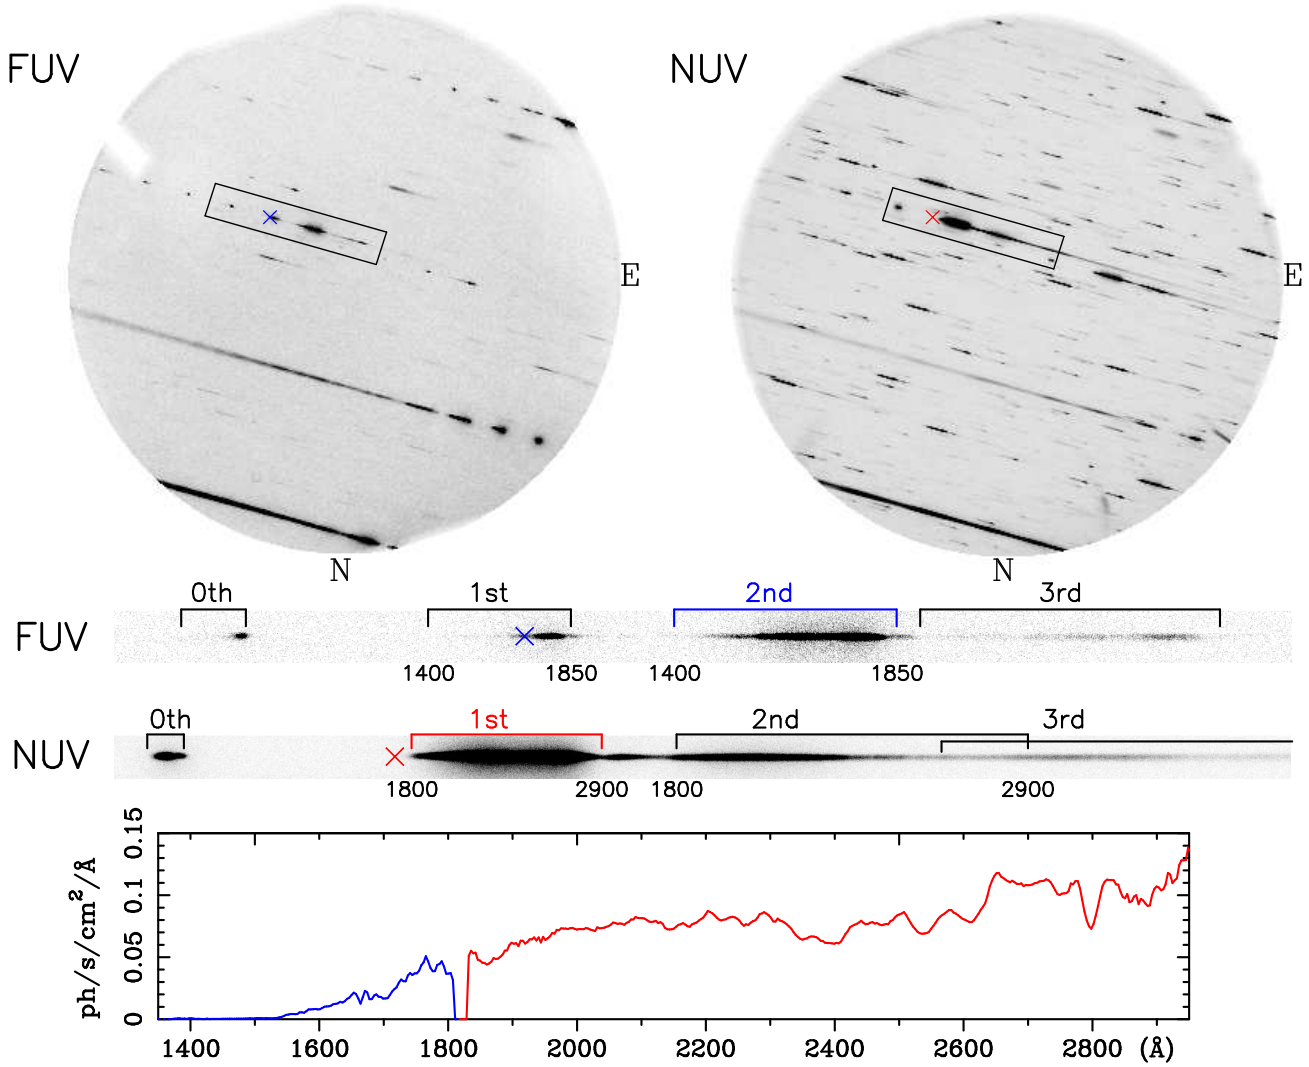 FUV NUV
E E
N N
0th 1st 2nd 3rd
FUV
1400 1850 1400 1850
0th 1st 2nd 3rd
NUV
1800 2900 1800 2900
ph/s/cm²/Å
0 0.05 0.1 0.15
1400 1600 1800 2000 2200 2400 2600 2800 (Å)